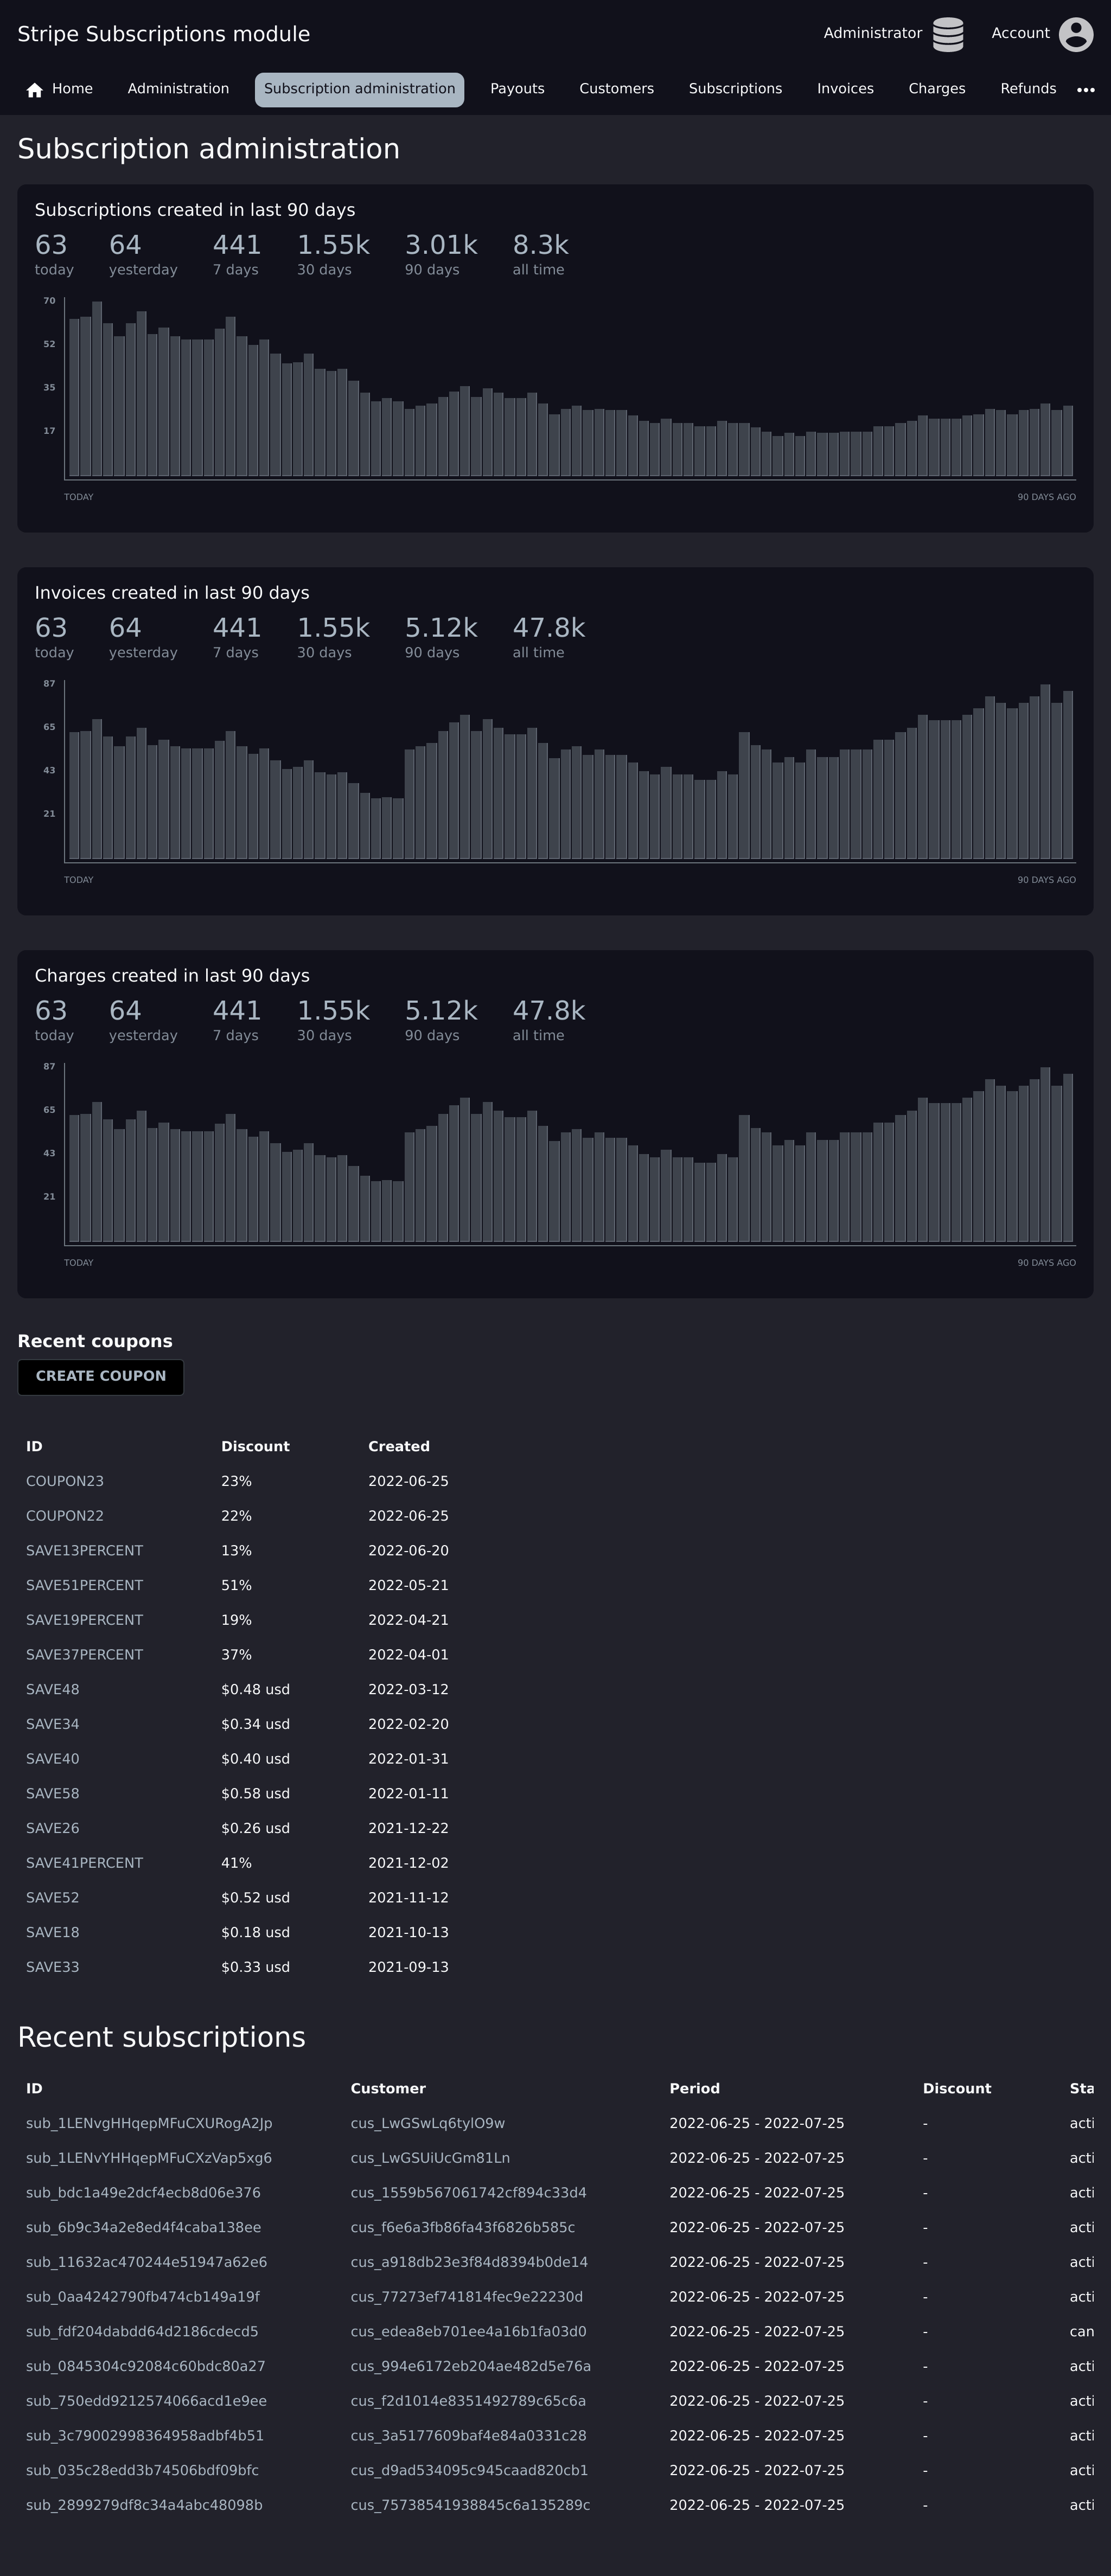 Stripe Subscriptions module
Administrator
Account
Home Administration Subscription administration Payouts Customers Subscriptions Invoices Charges Refunds •••
Subscription administration
Subscriptions created in last 90 days
63 64 441 1.55k 3.01k 8.3k
today yesterday 7 days 30 days 90 days all time
70
52
35
17
TODAY 90 DAYS AGO
Invoices created in last 90 days
63 64 441 1.55k 5.12k 47.8k
today yesterday 7 days 30 days 90 days all time
87
65
43
21
TODAY 90 DAYS AGO
Charges created in last 90 days
63 64 441 1.55k 5.12k 47.8k
today yesterday 7 days 30 days 90 days all time
87
65
43
21
TODAY 90 DAYS AGO
Recent coupons
CREATE COUPON
ID Discount Created
COUPON23 23% 2022-06-25
COUPON22 22% 2022-06-25
SAVE13PERCENT 13% 2022-06-20
SAVE51PERCENT 51% 2022-05-21
SAVE19PERCENT 19% 2022-04-21
SAVE37PERCENT 37% 2022-04-01
SAVE48 $0.48 usd 2022-03-12
SAVE34 $0.34 usd 2022-02-20
SAVE40 $0.40 usd 2022-01-31
SAVE58 $0.58 usd 2022-01-11
SAVE26 $0.26 usd 2021-12-22
SAVE41PERCENT 41% 2021-12-02
SAVE52 $0.52 usd 2021-11-12
SAVE18 $0.18 usd 2021-10-13
SAVE33 $0.33 usd 2021-09-13
Recent subscriptions
ID Customer Period Discount Sta
sub_1LENvgHHqepMFuCXURogA2Jp cus_LwGSwLq6tylO9w 2022-06-25 - 2022-07-25 - acti
sub_1LENvYHHqepMFuCXzVap5xg6 cus_LwGSUiUcGm81Ln 2022-06-25 - 2022-07-25 - acti
sub_bdc1a49e2dcf4ecb8d06e376 cus_1559b567061742cf894c33d4 2022-06-25 - 2022-07-25 - acti
sub_6b9c34a2e8ed4f4caba138ee cus_f6e6a3fb86fa43f6826b585c 2022-06-25 - 2022-07-25 - acti
sub_11632ac470244e51947a62e6 cus_a918db23e3f84d8394b0de14 2022-06-25 - 2022-07-25 - acti
sub_0aa4242790fb474cb149a19f cus_77273ef741814fec9e22230d 2022-06-25 - 2022-07-25 - acti
sub_fdf204dabdd64d2186cdecd5 cus_edea8eb701ee4a16b1fa03d0 2022-06-25 - 2022-07-25 - can
sub_0845304c92084c60bdc80a27 cus_994e6172eb204ae482d5e76a 2022-06-25 - 2022-07-25 - acti
sub_750edd9212574066acd1e9ee cus_f2d1014e8351492789c65c6a 2022-06-25 - 2022-07-25 - acti
sub_3c79002998364958adbf4b51 cus_3a5177609baf4e84a0331c28 2022-06-25 - 2022-07-25 - acti
sub_035c28edd3b74506bdf09bfc cus_d9ad534095c945caad820cb1 2022-06-25 - 2022-07-25 - acti
sub_2899279df8c34a4abc48098b cus_75738541938845c6a135289c 2022-06-25 - 2022-07-25 - acti